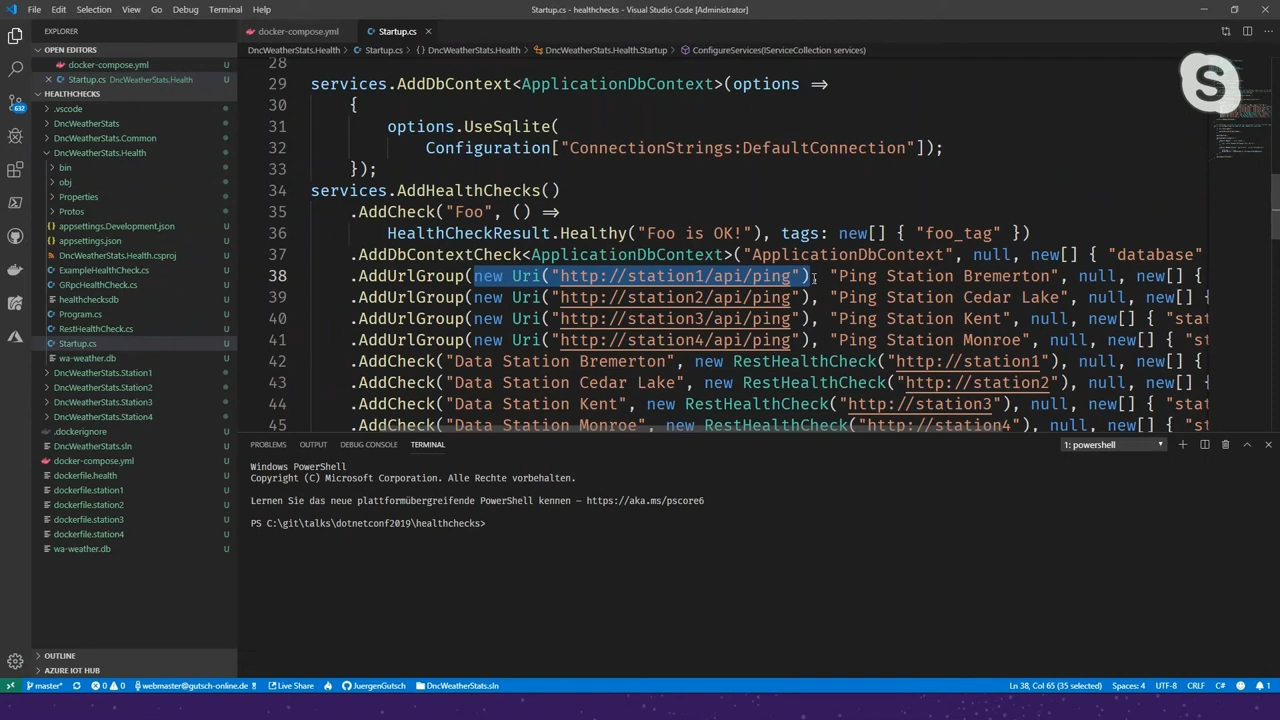 File Edit Selection View Go Debug Terminal Help
Startup.cs - healthchecks - Visual Studio Code [Administrator]
EXPLORER
docker-compose.yml
Startup.cs
OPEN EDITORS
docker-compose.yml
Startup.cs DncWeatherStats.Health
HEALTHCHECKS
.vscode
DncWeatherStats
DncWeatherStats.Common
DncWeatherStats.Health
bin
obj
Properties
Protos
appsettings.Development.json U
appsettings.json U
DncWeatherStats.Health.csproj U
ExampleHealthCheck.cs U
GRpcHealthCheck.cs U
healthchecksdb U
Program.cs U
RestHealthCheck.cs U
Startup.cs U
wa-weather.db U
DncWeatherStats.Station1
DncWeatherStats.Station2
DncWeatherStats.Station3
DncWeatherStats.Station4
.dockerignore U
DncWeatherStats.sln U
docker-compose.yml U
dockerfile.health U
dockerfile.station1 U
dockerfile.station2 U
dockerfile.station3 U
dockerfile.station4 U
wa-weather.db U
OUTLINE
AZURE IOT HUB
632
DncWeatherStats.Health > Startup.cs > { } DncWeatherStats.Health > DncWeatherStats.Health.Startup > ConfigureServices(IServiceCollection services)
28
29 services.AddDbContext<ApplicationDbContext>(options =>
30 {
31 options.UseSqlite(
32 Configuration["ConnectionStrings:DefaultConnection"]);
33 });
34 services.AddHealthChecks()
35 .AddCheck("Foo", () =>
36 HealthCheckResult.Healthy("Foo is OK!"), tags: new[] { "foo_tag" })
37 .AddDbContextCheck<ApplicationDbContext>("ApplicationDbContext", null, new[] { "database"
38 .AddUrlGroup(new Uri("http://station1/api/ping"), "Ping Station Bremerton", null, new[] {
39 .AddUrlGroup(new Uri("http://station2/api/ping"), "Ping Station Cedar Lake", null, new[] {
40 .AddUrlGroup(new Uri("http://station3/api/ping"), "Ping Station Kent", null, new[] { "stat
41 .AddUrlGroup(new Uri("http://station4/api/ping"), "Ping Station Monroe", null, new[] { "s
42 .AddCheck("Data Station Bremerton", new RestHealthCheck("http://station1"), null, new[] {
43 .AddCheck("Data Station Cedar Lake", new RestHealthCheck("http://station2"), null, new[] {
44 .AddCheck("Data Station Kent", new RestHealthCheck("http://station3"), null, new[] { "stat
45 .AddCheck("Data Station Monroe", new RestHealthCheck("http://station4"), null, new[] { "s
PROBLEMS OUTPUT DEBUG CONSOLE TERMINAL
1: powershell
Windows PowerShell
Copyright (C) Microsoft Corporation. Alle Rechte vorbehalten.
Lernen Sie das neue plattformübergreifende PowerShell kennen – https://aka.ms/pscore6
PS C:\git\talks\dotnetconf2019\healthchecks>
master* 0 0 webmaster@gutsch-online.de Live Share JuergenGutsch DncWeatherStats.sln
Ln 38, Col 65 (35 selected) Spaces: 4 UTF-8 CRLF C# 1